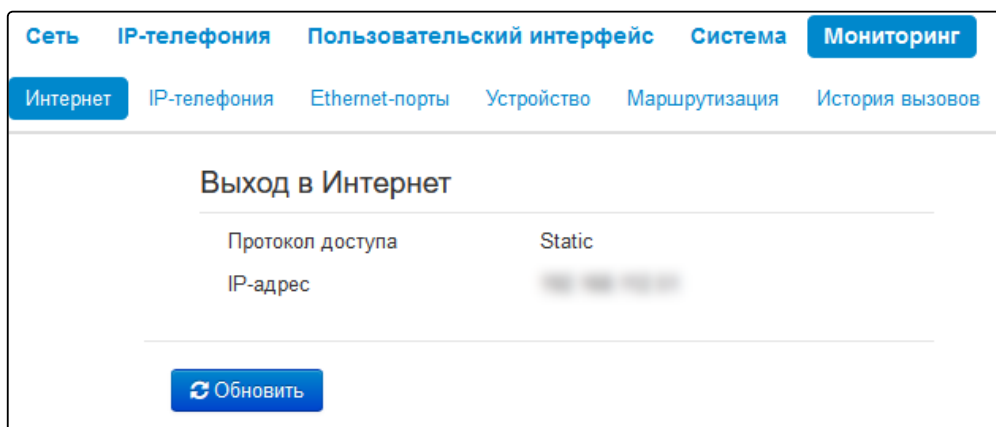 Сеть IP-телефония Пользовательский интерфейс Система Мониторинг
Интернет IP-телефония Ethernet-порты Устройство Маршрутизация История вызовов
Выход в Интернет
Протокол доступа Static
IP-адрес
Обновить